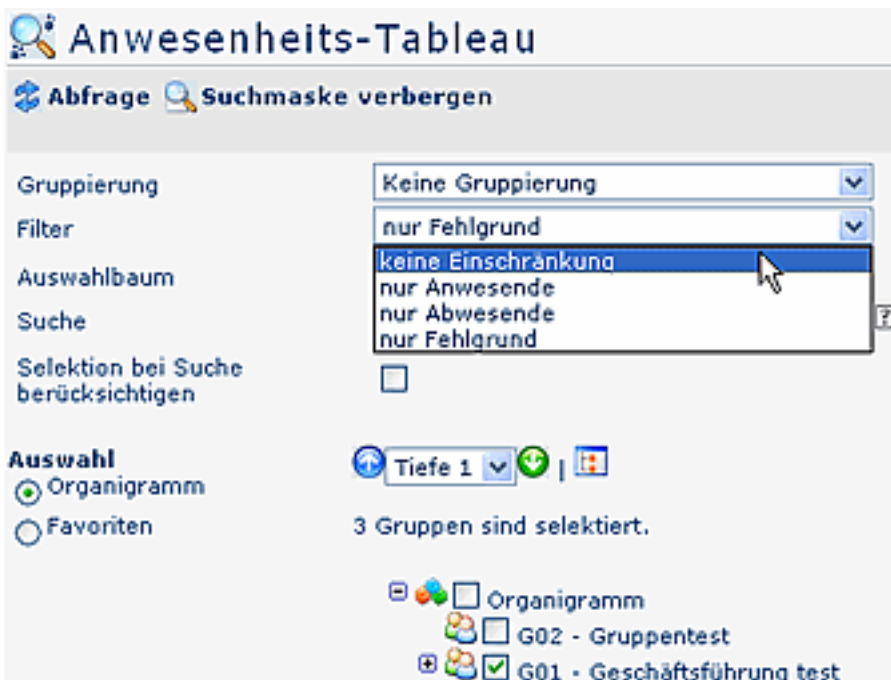 Anwesenheits-Tableau
Abfrage Suchmaske verbergen
Gruppierung Keine Gruppierung
Filter nur Fehlgrund
keine Einschränkung
Auswahlbaum nur Anwesende
nur Abwesende
Suche ?
nur Fehlgrund
Selektion bei Suche
berücksichtigen
Auswahl Tiefe 1 |
Organigramm
Favoriten 3 Gruppen sind selektiert.
Organigramm
G02 - Gruppentest
G01 - Geschäftsführung test